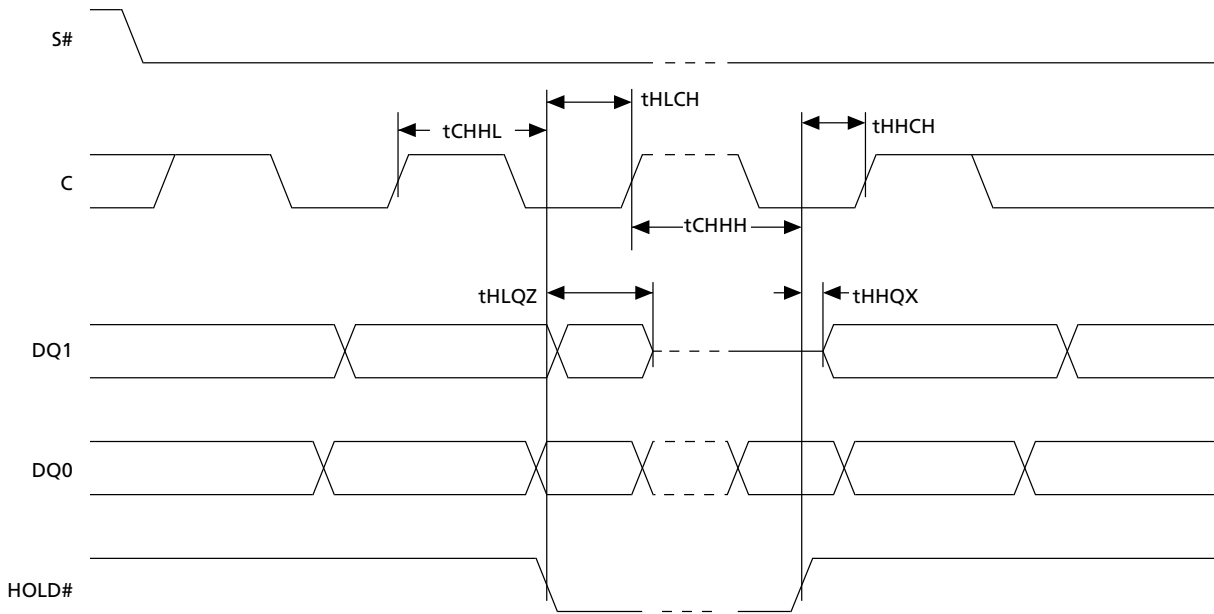 S#
tHLCH
tCHHL
tHHCH
C
tCHHH
tHLQZ
tHHQX
DQ1
DQ0
HOLD#